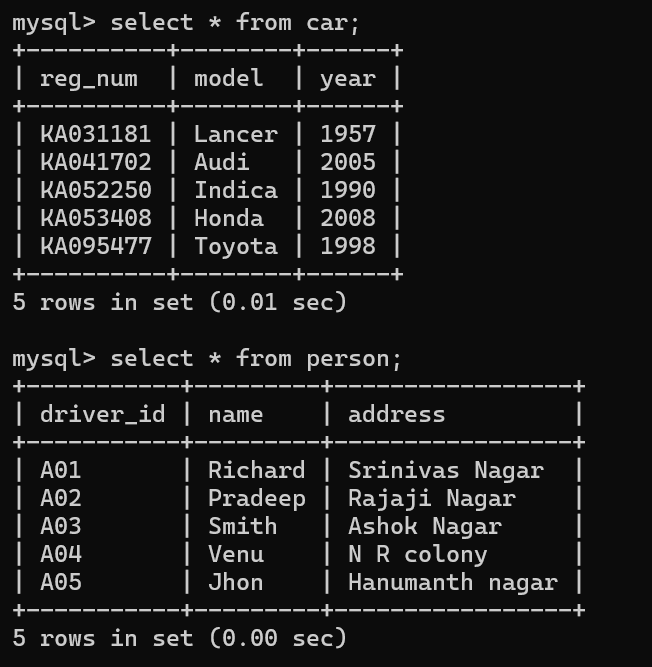 mysql> select * from car;
+----------+--------+------+
| reg_num  | model  | year |
+----------+--------+------+
| KA031181 | Lancer | 1957 |
| KA041702 | Audi   | 2005 |
| KA052250 | Indica | 1990 |
| KA053408 | Honda  | 2008 |
| KA095477 | Toyota | 1998 |
+----------+--------+------+
5 rows in set (0.01 sec)

mysql> select * from person;
+-----------+---------+-----------------+
| driver_id | name    | address         |
+-----------+---------+-----------------+
| A01       | Richard | Srinivas Nagar  |
| A02       | Pradeep | Rajaji Nagar    |
| A03       | Smith   | Ashok Nagar     |
| A04       | Venu    | N R colony      |
| A05       | Jhon    | Hanumanth nagar |
+-----------+---------+-----------------+
5 rows in set (0.00 sec)